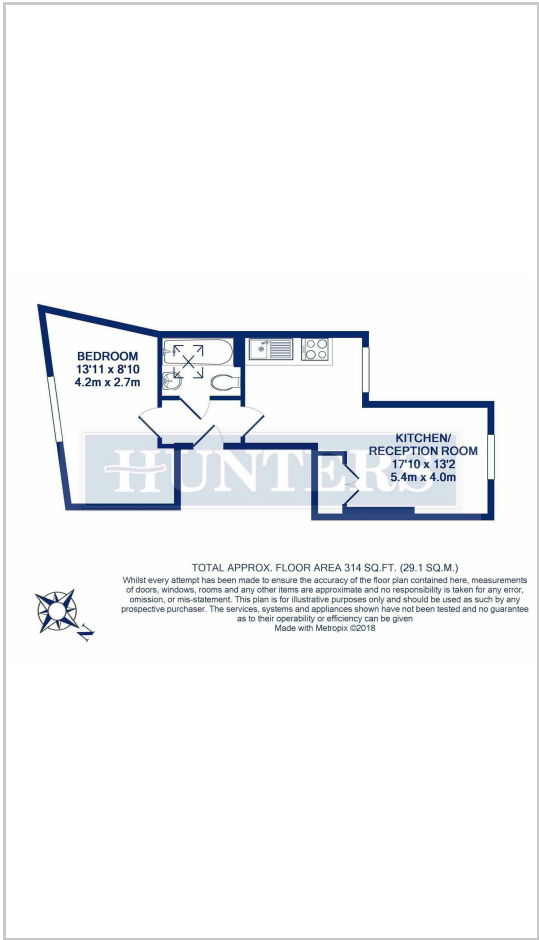 BEDROOM
13'11 x 8'10
4.2m x 2.7m
KITCHEN/
RECEPTION ROOM
17'10 x 13'2
5.4m x 4.0m
HUNTERS
TOTAL APPROX. FLOOR AREA 314 SQ.FT. (29.1 SQ.M.)
Whilst every attempt has been made to ensure the accuracy of the floor plan contained here, measurements
of doors, windows, rooms and any other items are approximate and no responsibility is taken for any error,
omission, or mis-statement. This plan is for illustrative purposes only and should be used as such by any
prospective purchaser. The services, systems and appliances shown have not been tested and no guarantee
as to their operability or efficiency can be given
Made with Metropix ©2018
N